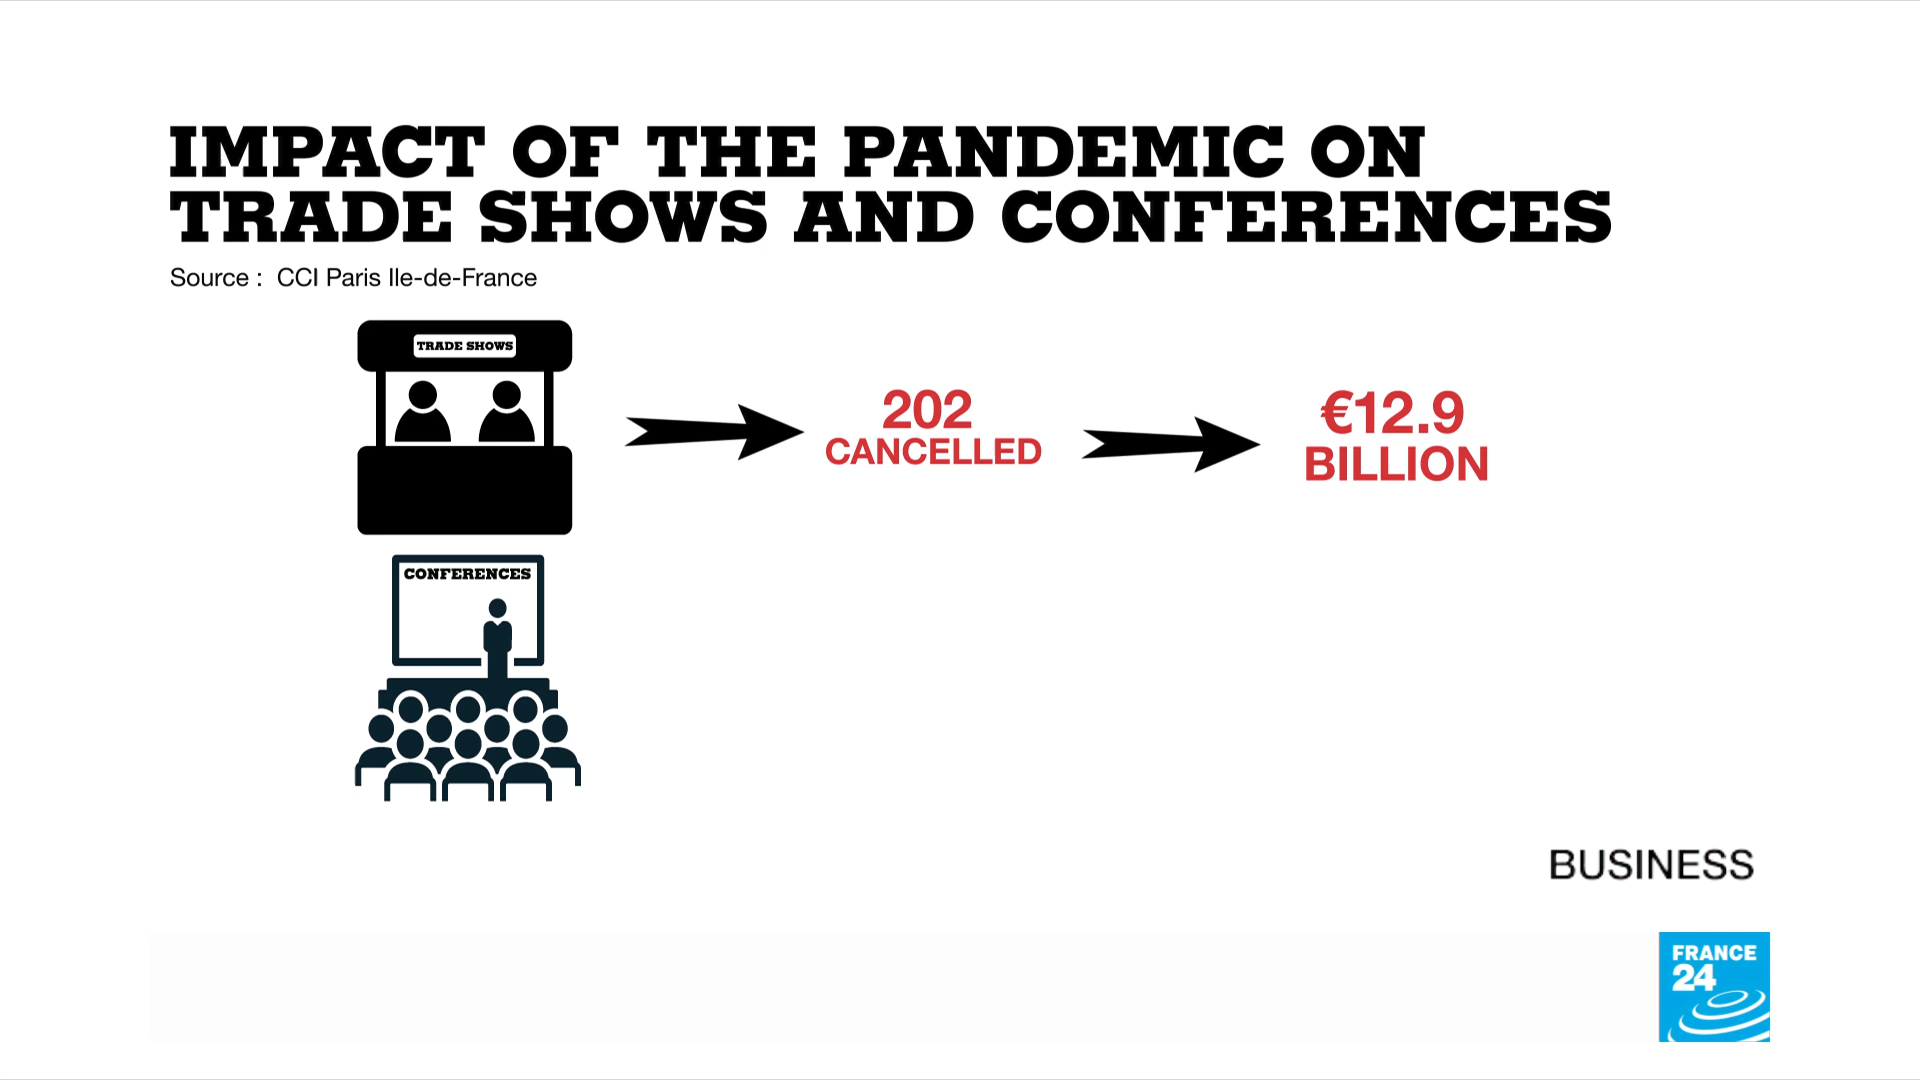 IMPACT OF THE PANDEMIC ON
TRADE SHOWS AND CONFERENCES
Source : CCI Paris Ile-de-France
TRADE SHOWS
202
CANCELLED
€12.9
BILLION
CONFERENCES
BUSINESS
FRANCE
24